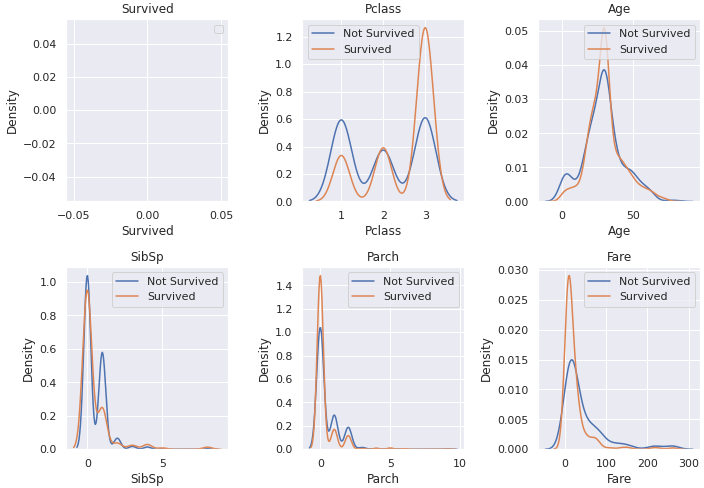 Survived
Density
0.04
0.02
0.00
−0.02
−0.04
−0.05
0.00
0.05
Survived
Pclass
Not Survived
Survived
Density
1.2
1.0
0.8
0.6
0.4
0.2
0.0
1
2
3
Pclass
Age
Not Survived
Survived
Density
0.05
0.04
0.03
0.02
0.01
0.00
0
50
Age
SibSp
Not Survived
Survived
Density
1.0
0.8
0.6
0.4
0.2
0.0
0
5
SibSp
Parch
Not Survived
Survived
Density
1.4
1.2
1.0
0.8
0.6
0.4
0.2
0.0
0
5
10
Parch
Fare
Not Survived
Survived
Density
0.030
0.025
0.020
0.015
0.010
0.005
0.000
0
100
200
300
Fare